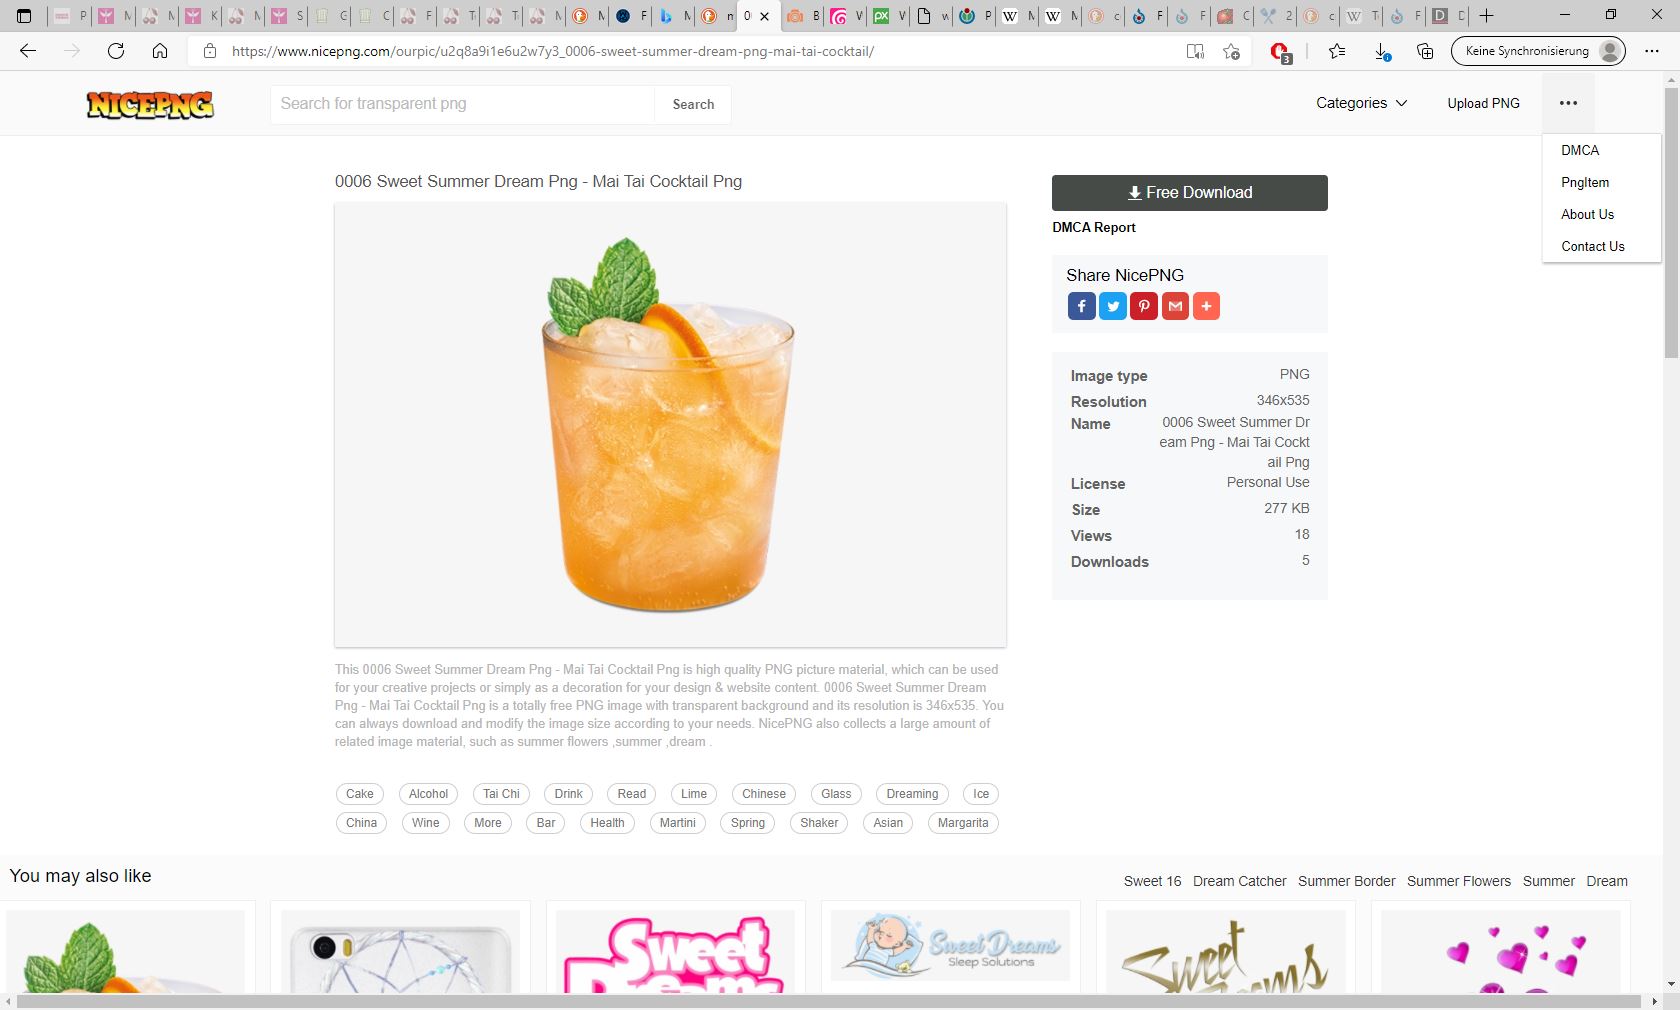 https://www.nicepng.com/ourpic/u2q8a9i1e6u2w7y3_0006-sweet-summer-dream-png-mai-tai-cocktail/
3
Keine Synchronisierung
NICEPNG
Search for transparent png
Search
Categories
Upload PNG
DMCA
PngItem
About Us
Contact Us
0006 Sweet Summer Dream Png - Mai Tai Cocktail Png
Free Download
DMCA Report
Share NicePNG
Image type PNG
Resolution 346x535
Name 0006 Sweet Summer Dr
eam Png - Mai Tai Cockt
ail Png
License Personal Use
Size 277 KB
Views 18
Downloads 5
This 0006 Sweet Summer Dream Png - Mai Tai Cocktail Png is high quality PNG picture material, which can be used
for your creative projects or simply as a decoration for your design & website content. 0006 Sweet Summer Dream
Png - Mai Tai Cocktail Png is a totally free PNG image with transparent background and its resolution is 346x535. You
can always download and modify the image size according to your needs. NicePNG also collects a large amount of
related image material, such as summer flowers ,summer ,dream .
Cake Alcohol Tai Chi Drink Read Lime Chinese Glass Dreaming Ice
China Wine More Bar Health Martini Spring Shaker Asian Margarita
You may also like
Sweet 16 Dream Catcher Summer Border Summer Flowers Summer Dream
Sweet
Sweet Dreams
Sleep Solutions
Sweet